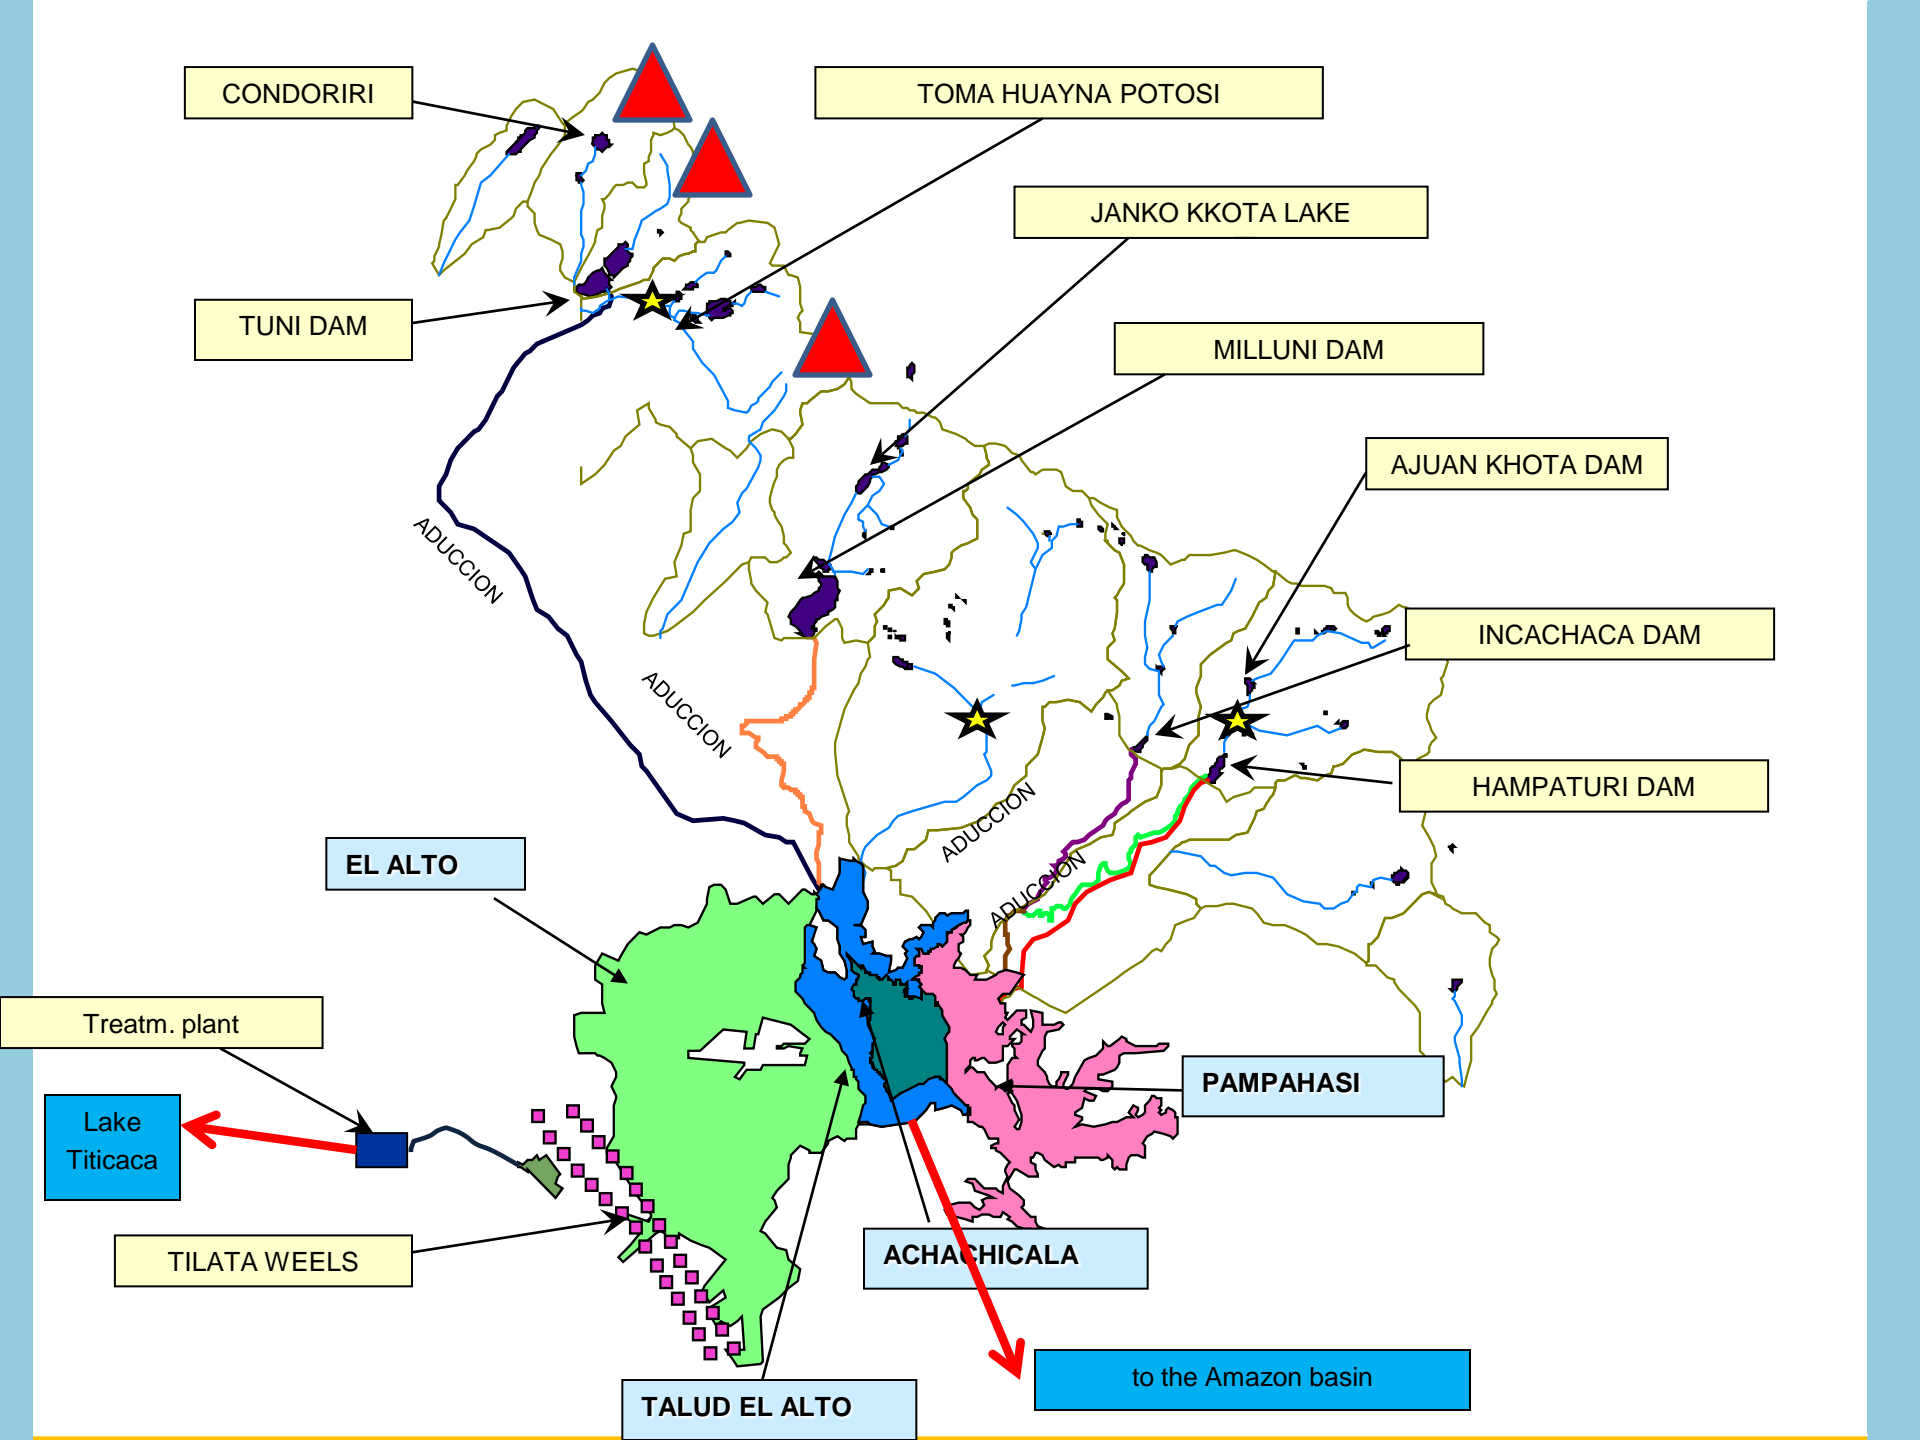 CONDORIRI
TOMA HUAYNA POTOSI
JANKO KKOTA LAKE
TUNI DAM
MILLUNI DAM
AJUAN KHOTA DAM
ADUCCION
INCACHACA DAM
ADUCCION
HAMPATURI DAM
ADUCCION
EL ALTO
ADUCCION
Treatm. plant
PAMPAHASI
Lake
Titicaca
TILATA WEELS
ACHACHICALA
to the Amazon basin
TALUD EL ALTO